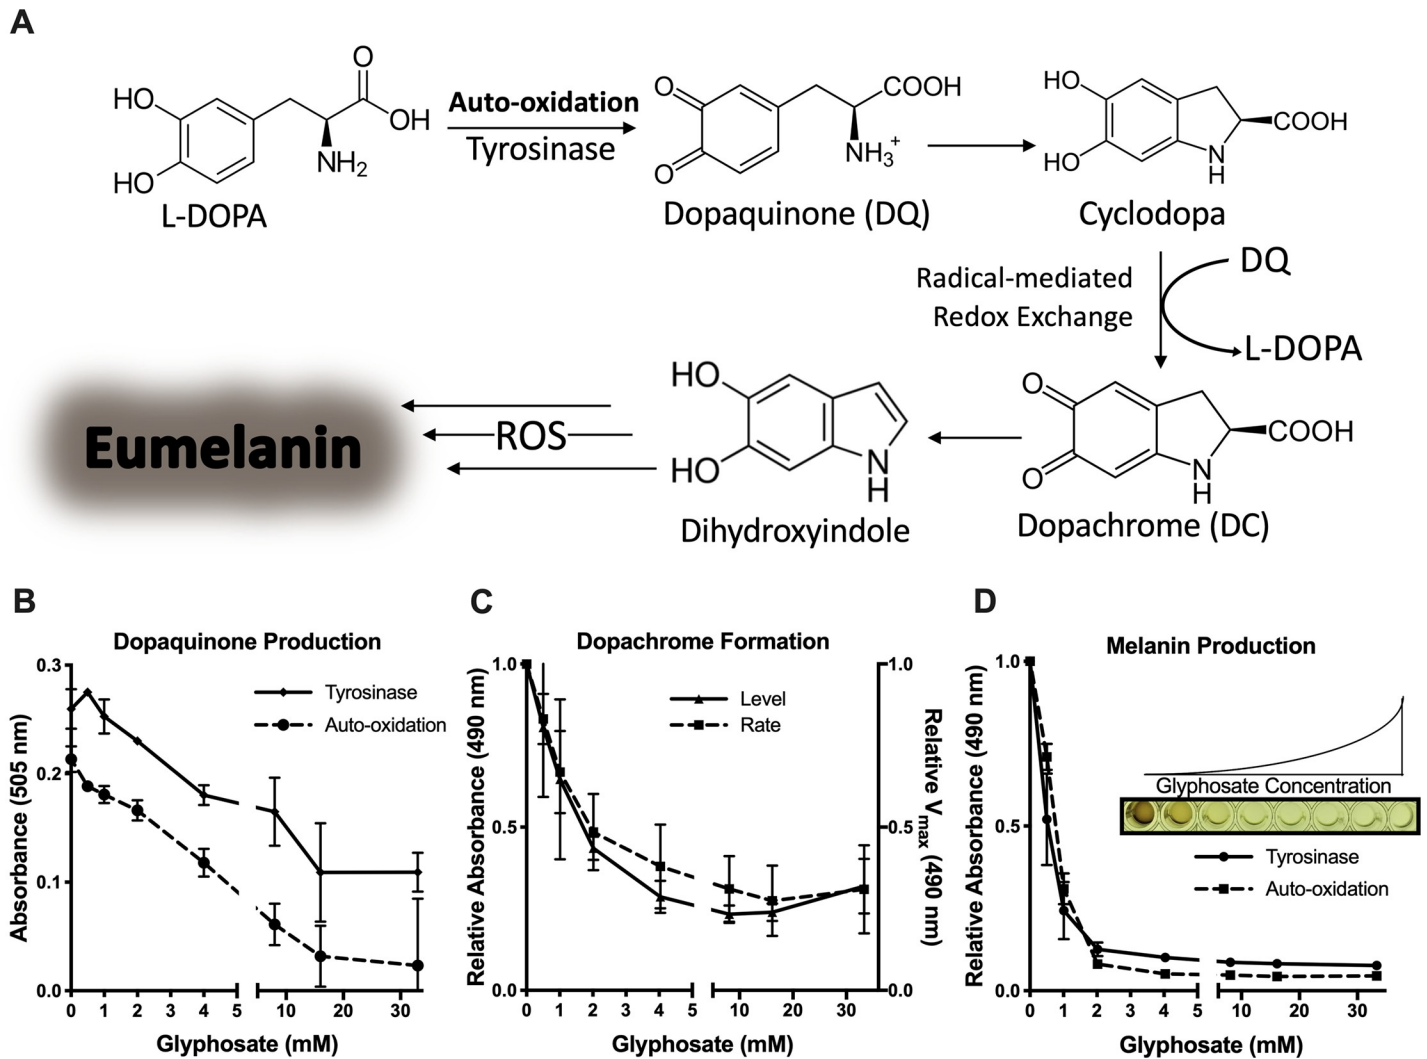 A
HO
HO
O
OH
NH2
L-DOPA
Auto-oxidation
Tyrosinase
O
O
COOH
NH3+
Dopaquinone (DQ)
HO
HO
COOH
N
H
Cyclodopa
Radical-mediated
Redox Exchange
DQ
L-DOPA
O
O
COOH
N
H
Dopachrome (DC)
HO
HO
N
H
Dihydroxyindole
ROS
Eumelanin
B
Dopaquinone Production
Absorbance (505 nm)
0.3
0.2
0.1
0.0
Tyrosinase
Auto-oxidation
0 1 2 3 4 5 10 20 30
Glyphosate (mM)
C
Dopachrome Formation
Relative Absorbance (490 nm)
1.0
0.5
0.0
Level
Rate
1.0
0.5
0.0
Relative Vmax (490 nm)
0 1 2 3 4 5 10 20 30
Glyphosate (mM)
D
Melanin Production
Relative Absorbance (490 nm)
1.0
0.5
0.0
Glyphosate Concentration
Tyrosinase
Auto-oxidation
0 1 2 3 4 5 10 20 30
Glyphosate (mM)